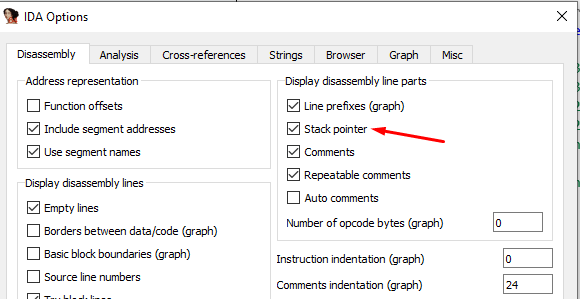 IDA Options
Disassembly
Analysis
Cross-references
Strings
Browser
Graph
Misc
Address representation
Function offsets
Include segment addresses
Use segment names
Display disassembly lines
Empty lines
Borders between data/code (graph)
Basic block boundaries (graph)
Source line numbers
Try block lines
Display disassembly line parts
Line prefixes (graph)
Stack pointer
Comments
Repeatable comments
Auto comments
Number of opcode bytes (graph) 0
Instruction indentation (graph) 0
Comments indentation (graph) 24